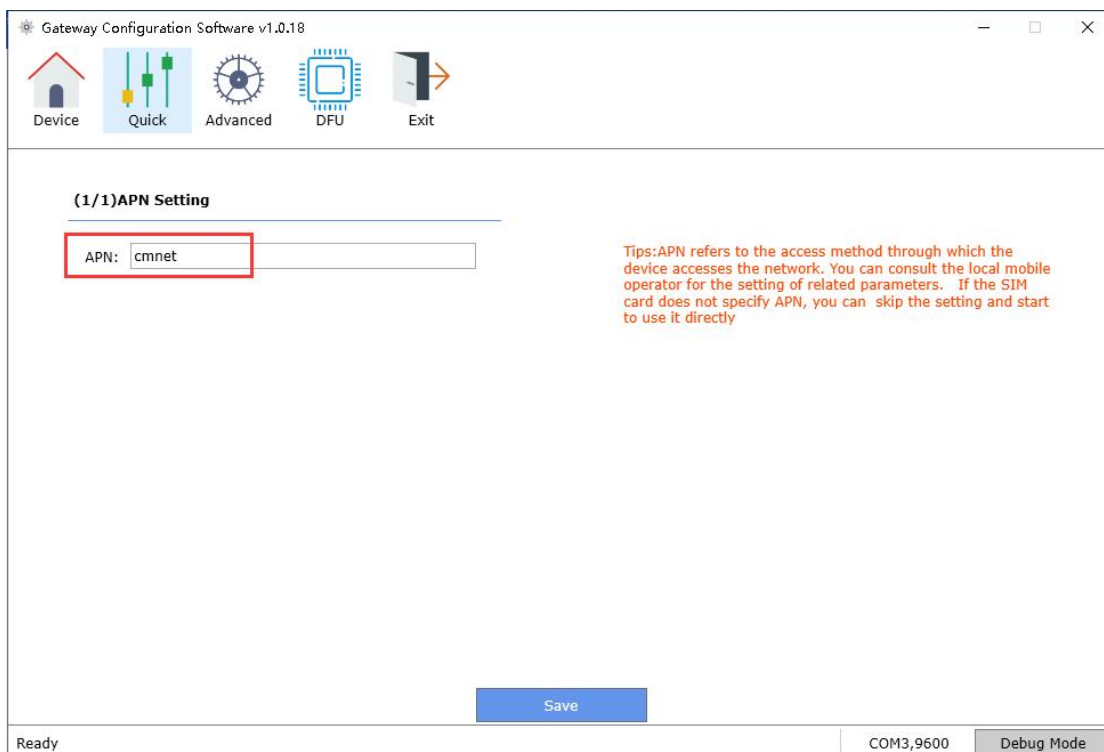 Gateway Configuration Software v1.0.18
Device Quick Advanced DFU Exit
(1/1)APN Setting
APN: cmnet
Tips:APN refers to the access method through which the
device accesses the network. You can consult the local mobile
operator for the setting of related parameters. If the SIM
card does not specify APN, you can skip the setting and start
to use it directly
Save
Ready COM3,9600 Debug Mode